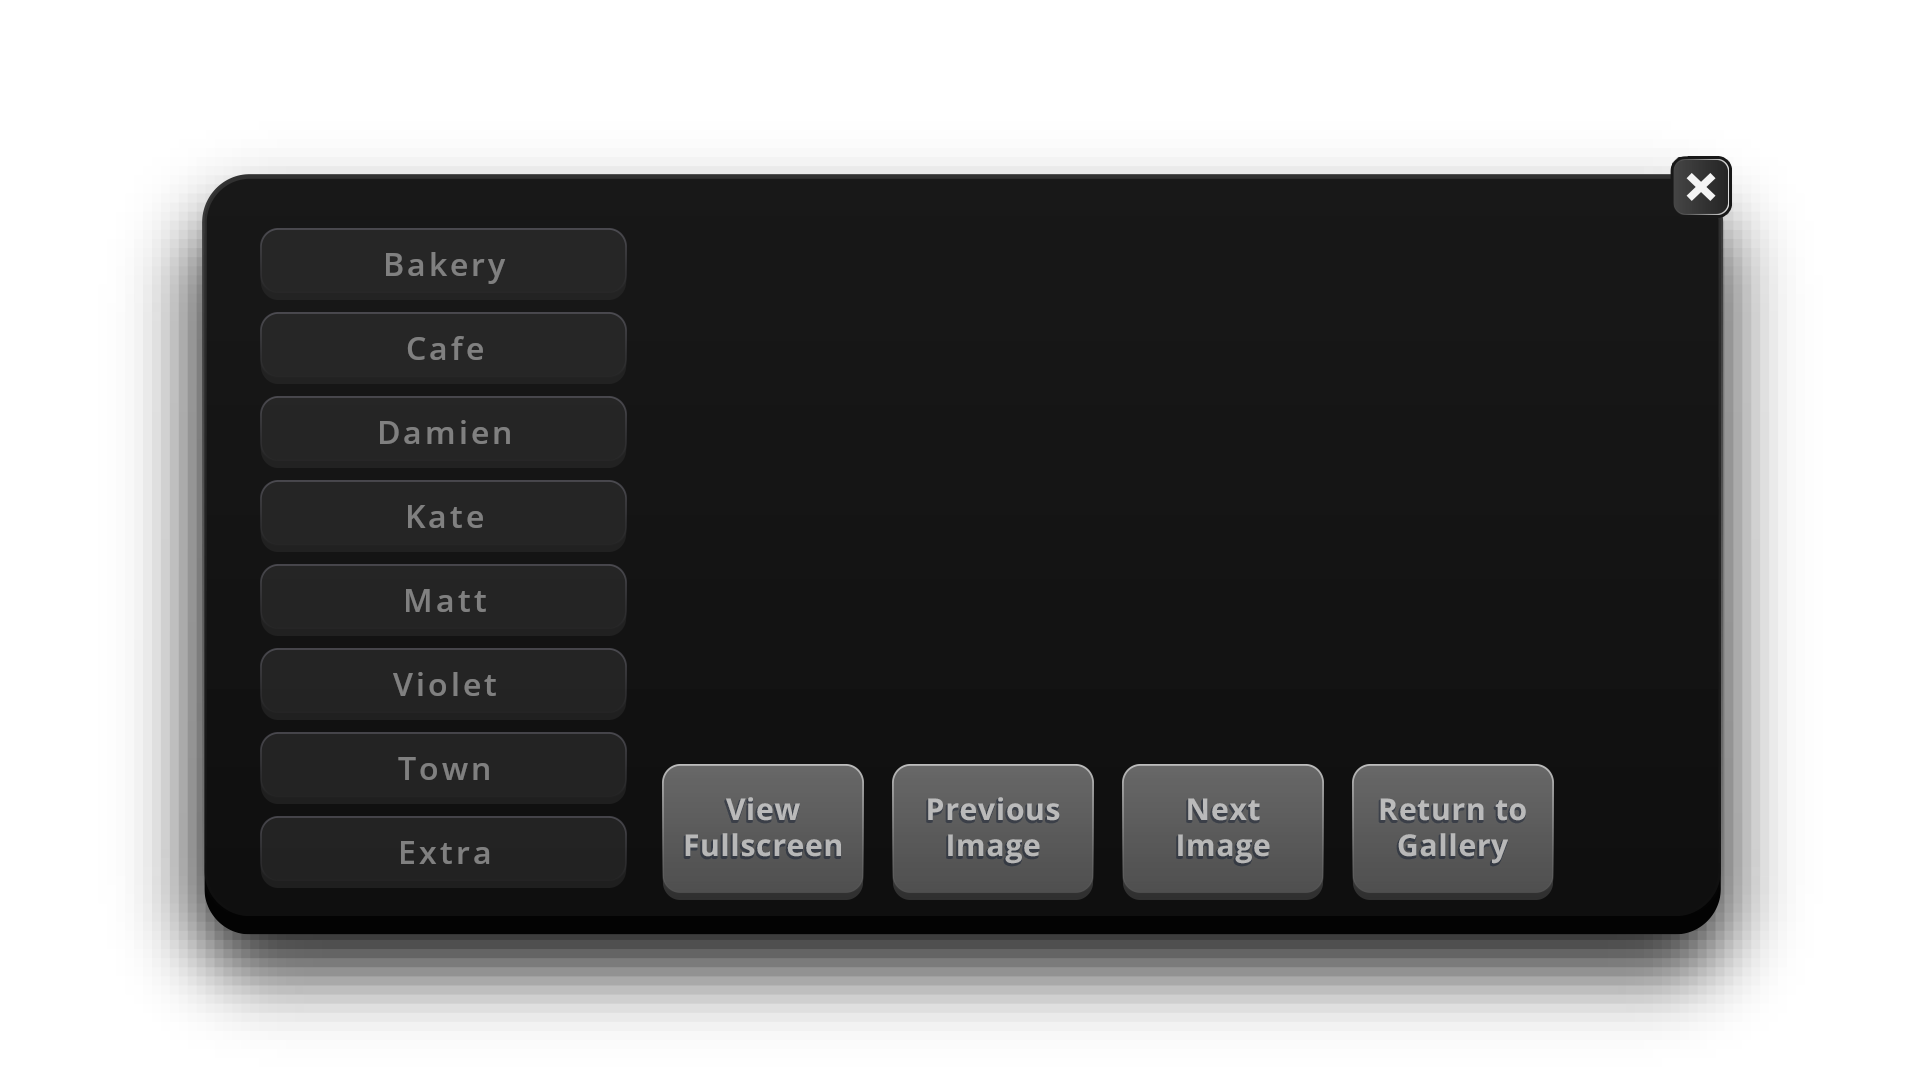 Bakery
Cafe
Damien
Kate
Matt
Violet
Town
Extra
View
Fullscreen
Previous
Image
Next
Image
Return to
Gallery